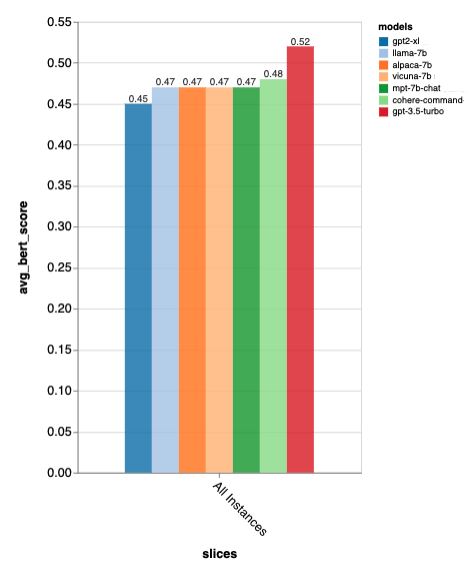 0.55
0.50
0.45
0.40
0.35
0.30
0.25
0.20
0.15
0.10
0.05
0.00
avg_bert_score
0.45
0.47
0.47
0.47
0.47
0.48
0.52
All Instances
slices
models
gpt2-xl
llama-7b
alpaca-7b
vicuna-7b
mpt-7b-chat
cohere-command
gpt-3.5-turbo